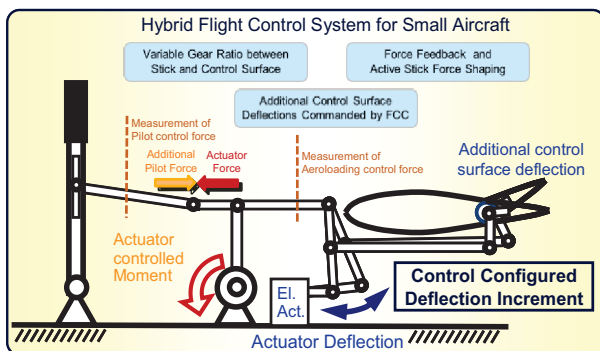 Hybrid Flight Control System for Small Aircraft
Variable Gear Ratio between
Stick and Control Surface
Force Feedback and
Active Stick Force Shaping
Additional Control Surface
Deflections Commanded by FCC
Measurement of
Pilot control force
Additional
Pilot Force
Actuator
Force
Measurement of
Aeroloading control force
Additional control
surface deflection
Actuator
controlled
Moment
El.
Act.
Control Configured
Deflection Increment
Actuator Deflection